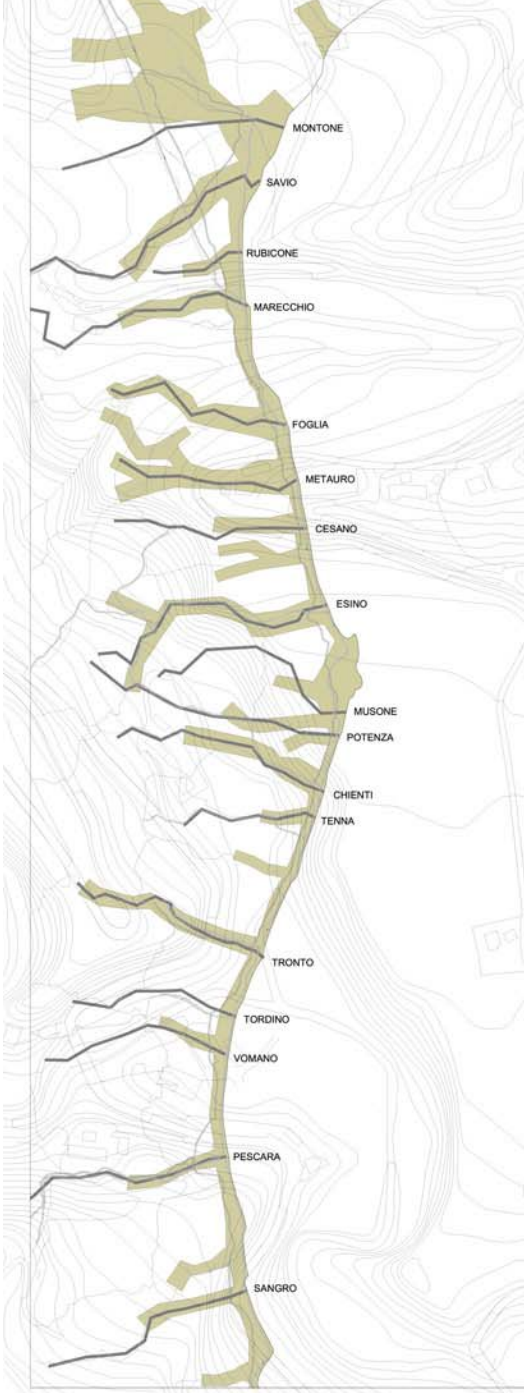 MONTONE
SAVIO
RUBICONE
MARECCHIO
FOGLIA
METAURO
CESANO
ESINO
MUSONE
POTENZA
CHIENTI
TENNA
TRONTO
TORDINO
VOMANO
PESCARA
SANGRO